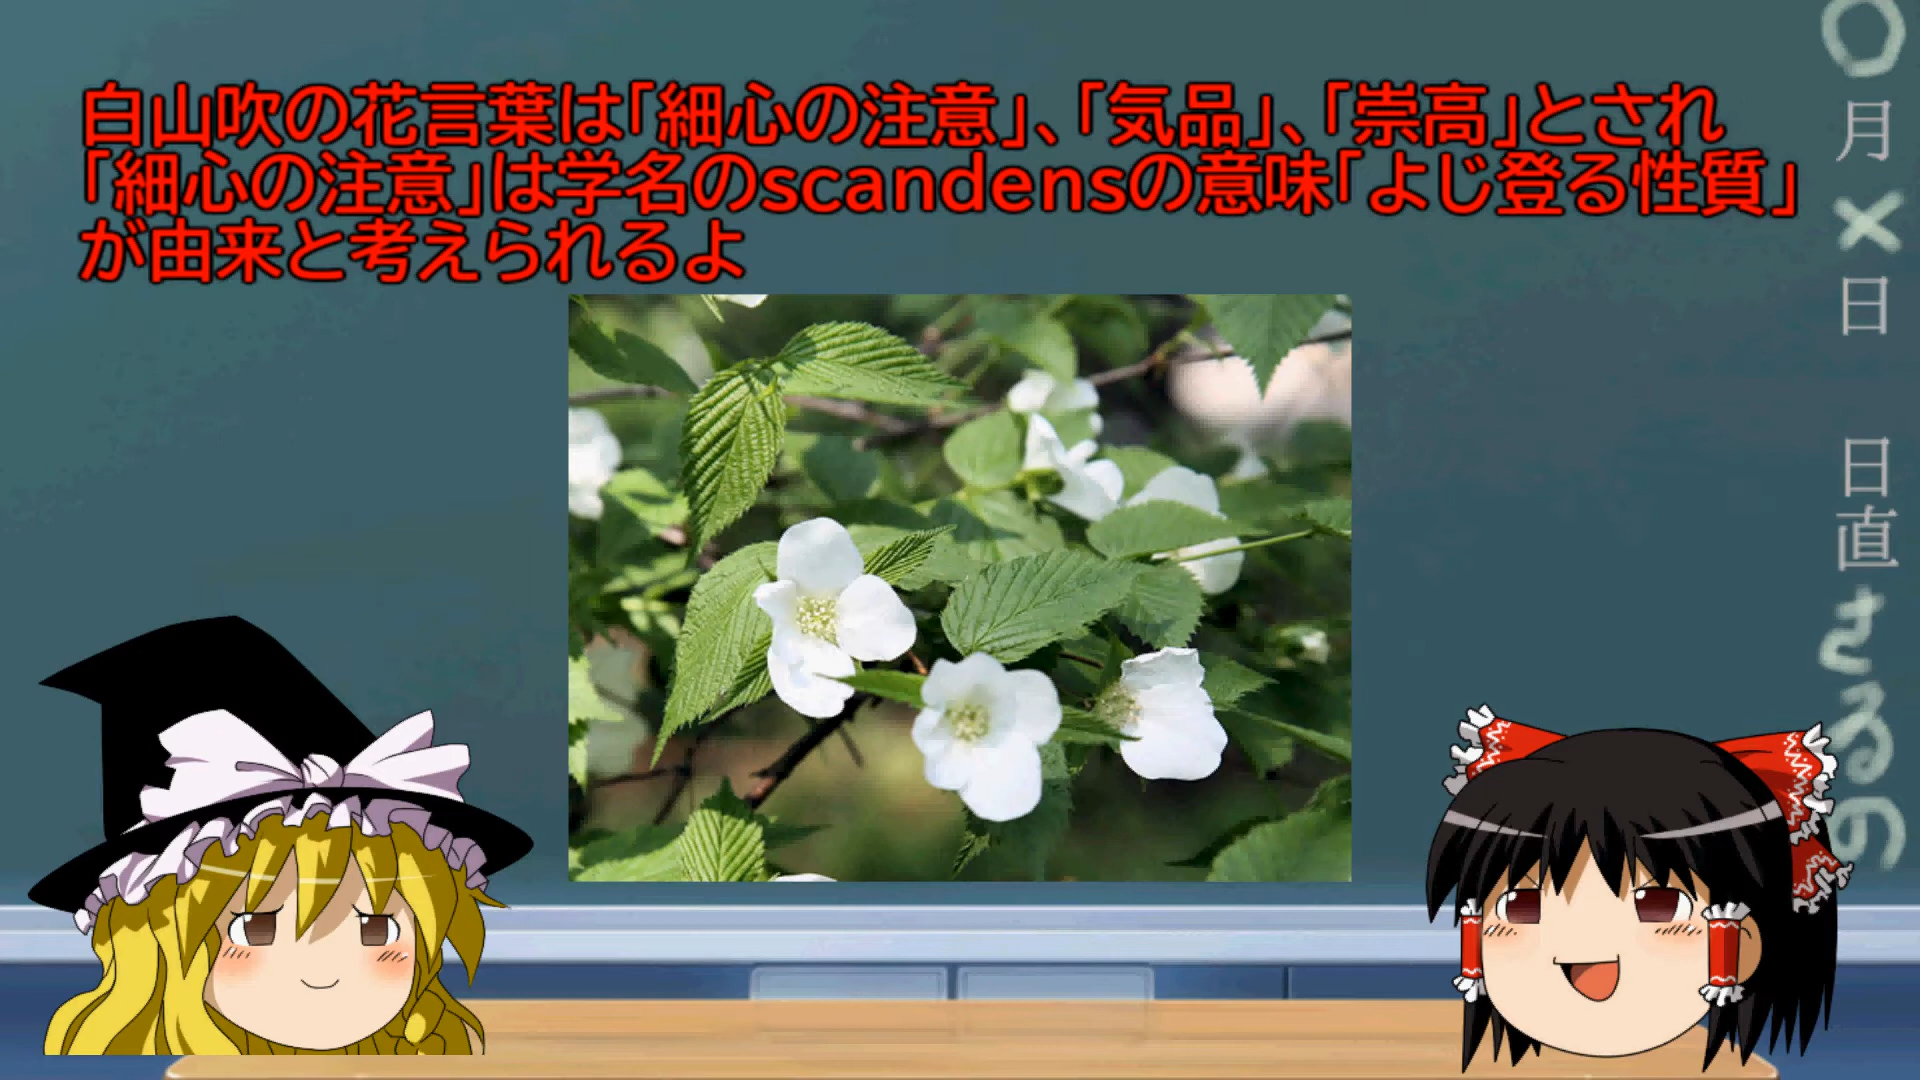 白山吹の花言葉は「細心の注意」、「気品」、「崇高」とされ
「細心の注意」は学名のscandensの意味「よじ登る性質」
が由来と考えられるよ
〇月×日 日直さるの